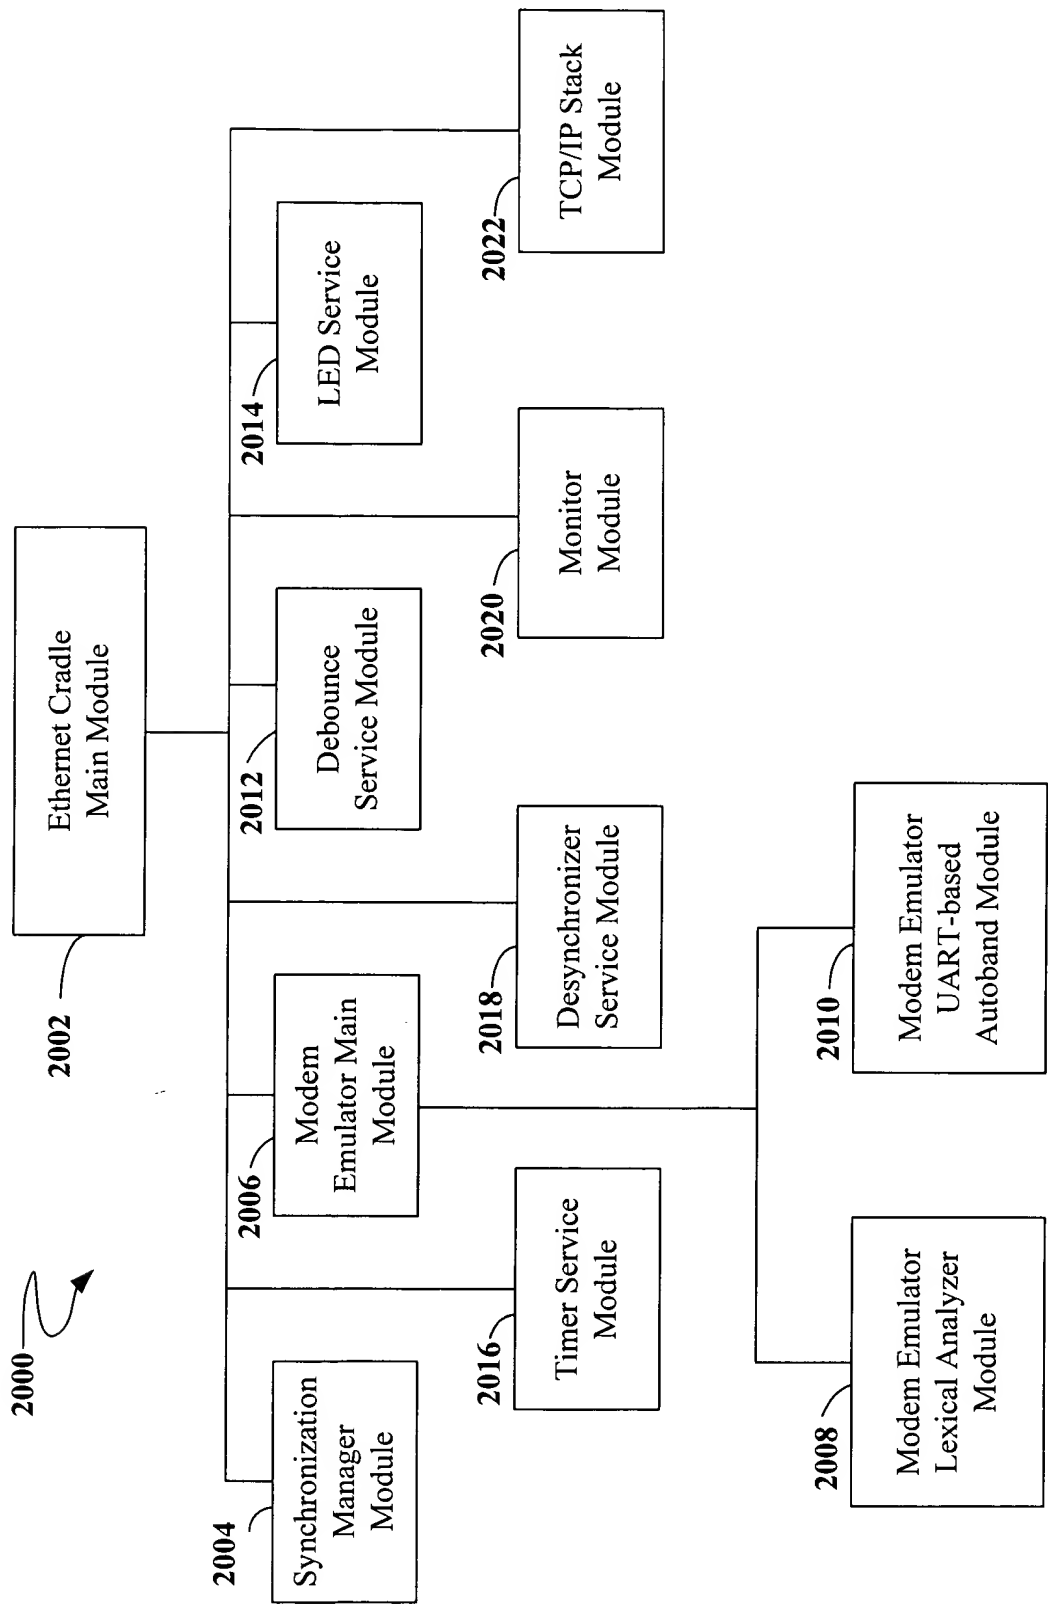 2000
Ethernet Cradle
Main Module
2002
Synchronization
Manager
Module
2004
Modem
Emulator Main
Module
2006
Debounce
Service Module
2012
LED Service
Module
2014
Timer Service
Module
2016
Desynchronizer
Service Module
2018
Monitor
Module
2020
TCP/IP Stack
Module
2022
Modem Emulator
Lexical Analyzer
Module
2008
Modem Emulator
UART-based
Autoband Module
2010